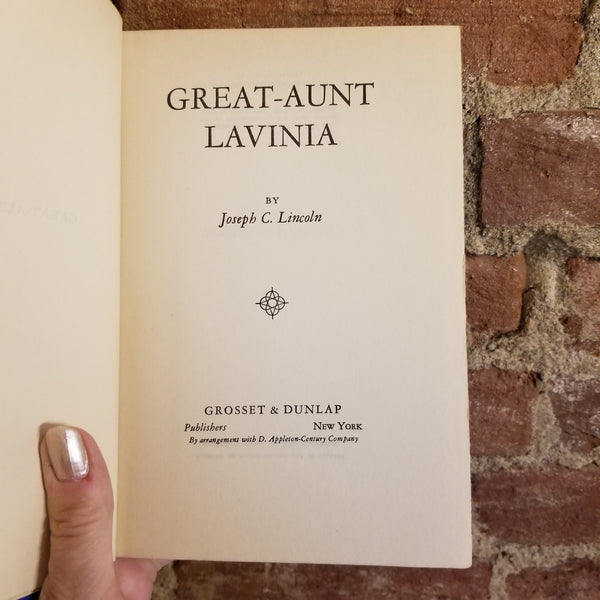 GREAT-AUNT
LAVINIA
BY
Joseph C. Lincoln
GROSSET & DUNLAP
Publishers NEW YORK
By arrangement with D. Appleton-Century Company